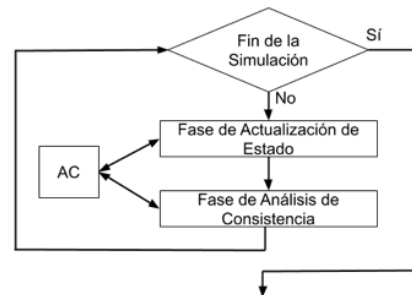 Fin de la
Simulación
Sí
No
Fase de Actualización de
Estado
AC
Fase de Análisis de
Consistencia